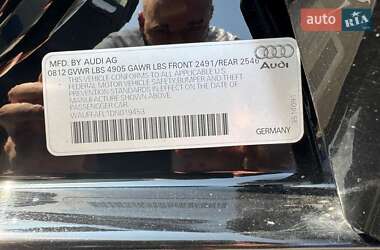 AUTO
RIA
MFD. BY AUDI AG
0812 GVWR LBS 4905 GAWR LBS FRONT 2491/REAR 2546
THIS VEHICLE CONFORMS TO ALL APPLICABLE U.S.
FEDERAL MOTOR VEHICLE SAFETY,BUMPER AND THEFT
PREVENTION STANDARDS IN EFFECT ON THE DATE OF
MANUFACTURE SHOWN ABOVE.
PASSENGER CAR.
WAUFFAFL1DN019453
Audi
GERMANY